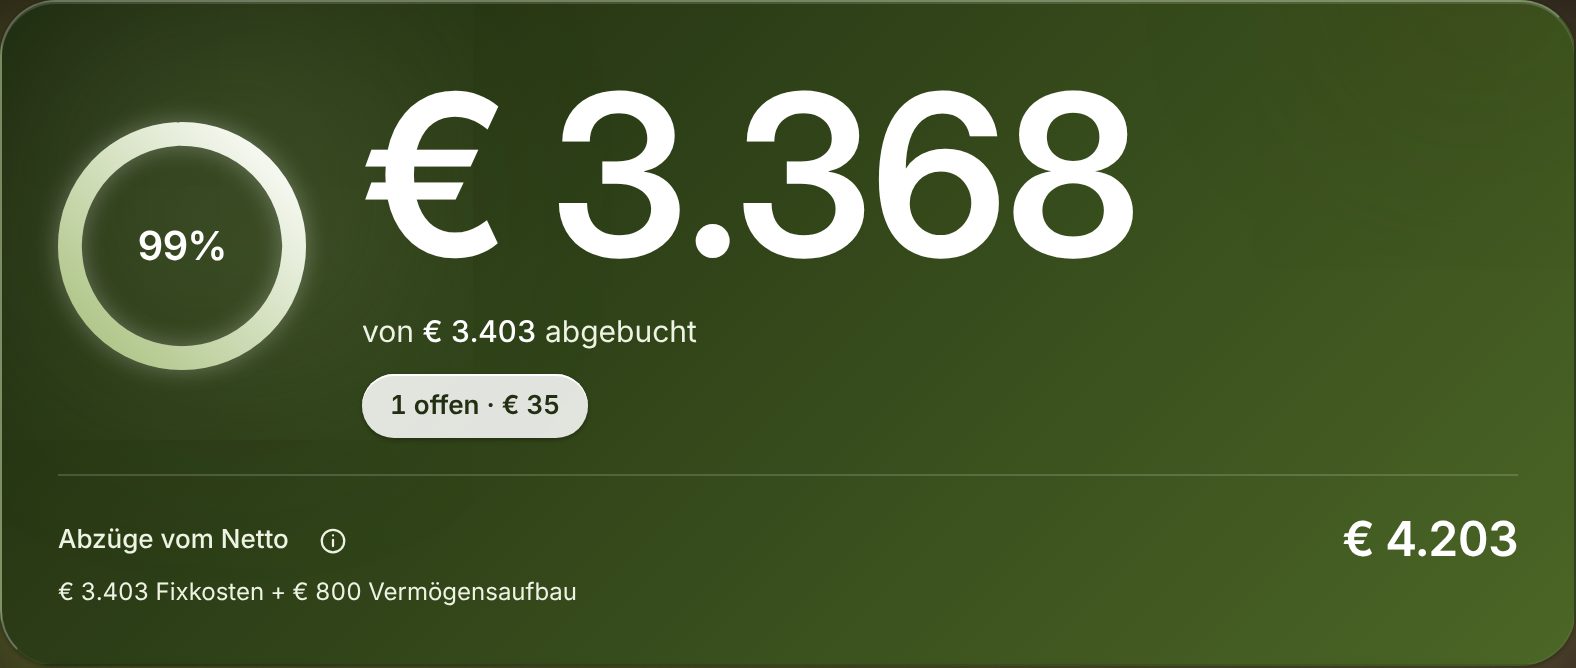 99%
€ 3.368
von € 3.403 abgebucht
1 offen · € 35
Abzüge vom Netto
€ 4.203
€ 3.403 Fixkosten + € 800 Vermögensaufbau